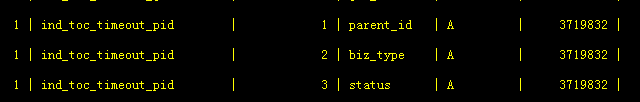 1 | ind_toc_timeout_pid | 1 | parent_id | A | 3719832 |
1 | ind_toc_timeout_pid | 2 | biz_type | A | 3719832 |
1 | ind_toc_timeout_pid | 3 | status | A | 3719832 |